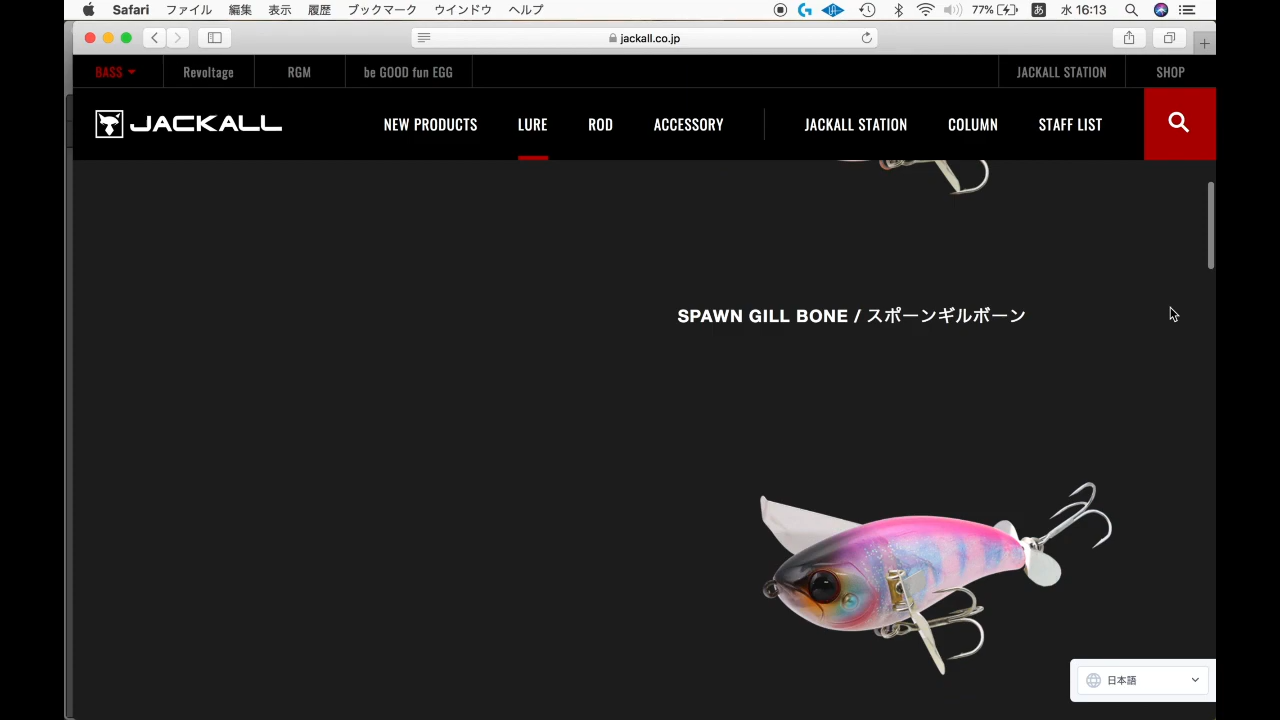 Safari ファイル 編集 表示 履歴 ブックマーク ウインドウ ヘルプ 77% あ 水 16:13
jackall.co.jp
BASS Revoltage RGM be GOOD fun EGG JACKALL STATION SHOP
JACKALL NEW PRODUCTS LURE ROD ACCESSORY JACKALL STATION COLUMN STAFF LIST
SPAWN GILL BONE / スポーンギルボーン
日本語